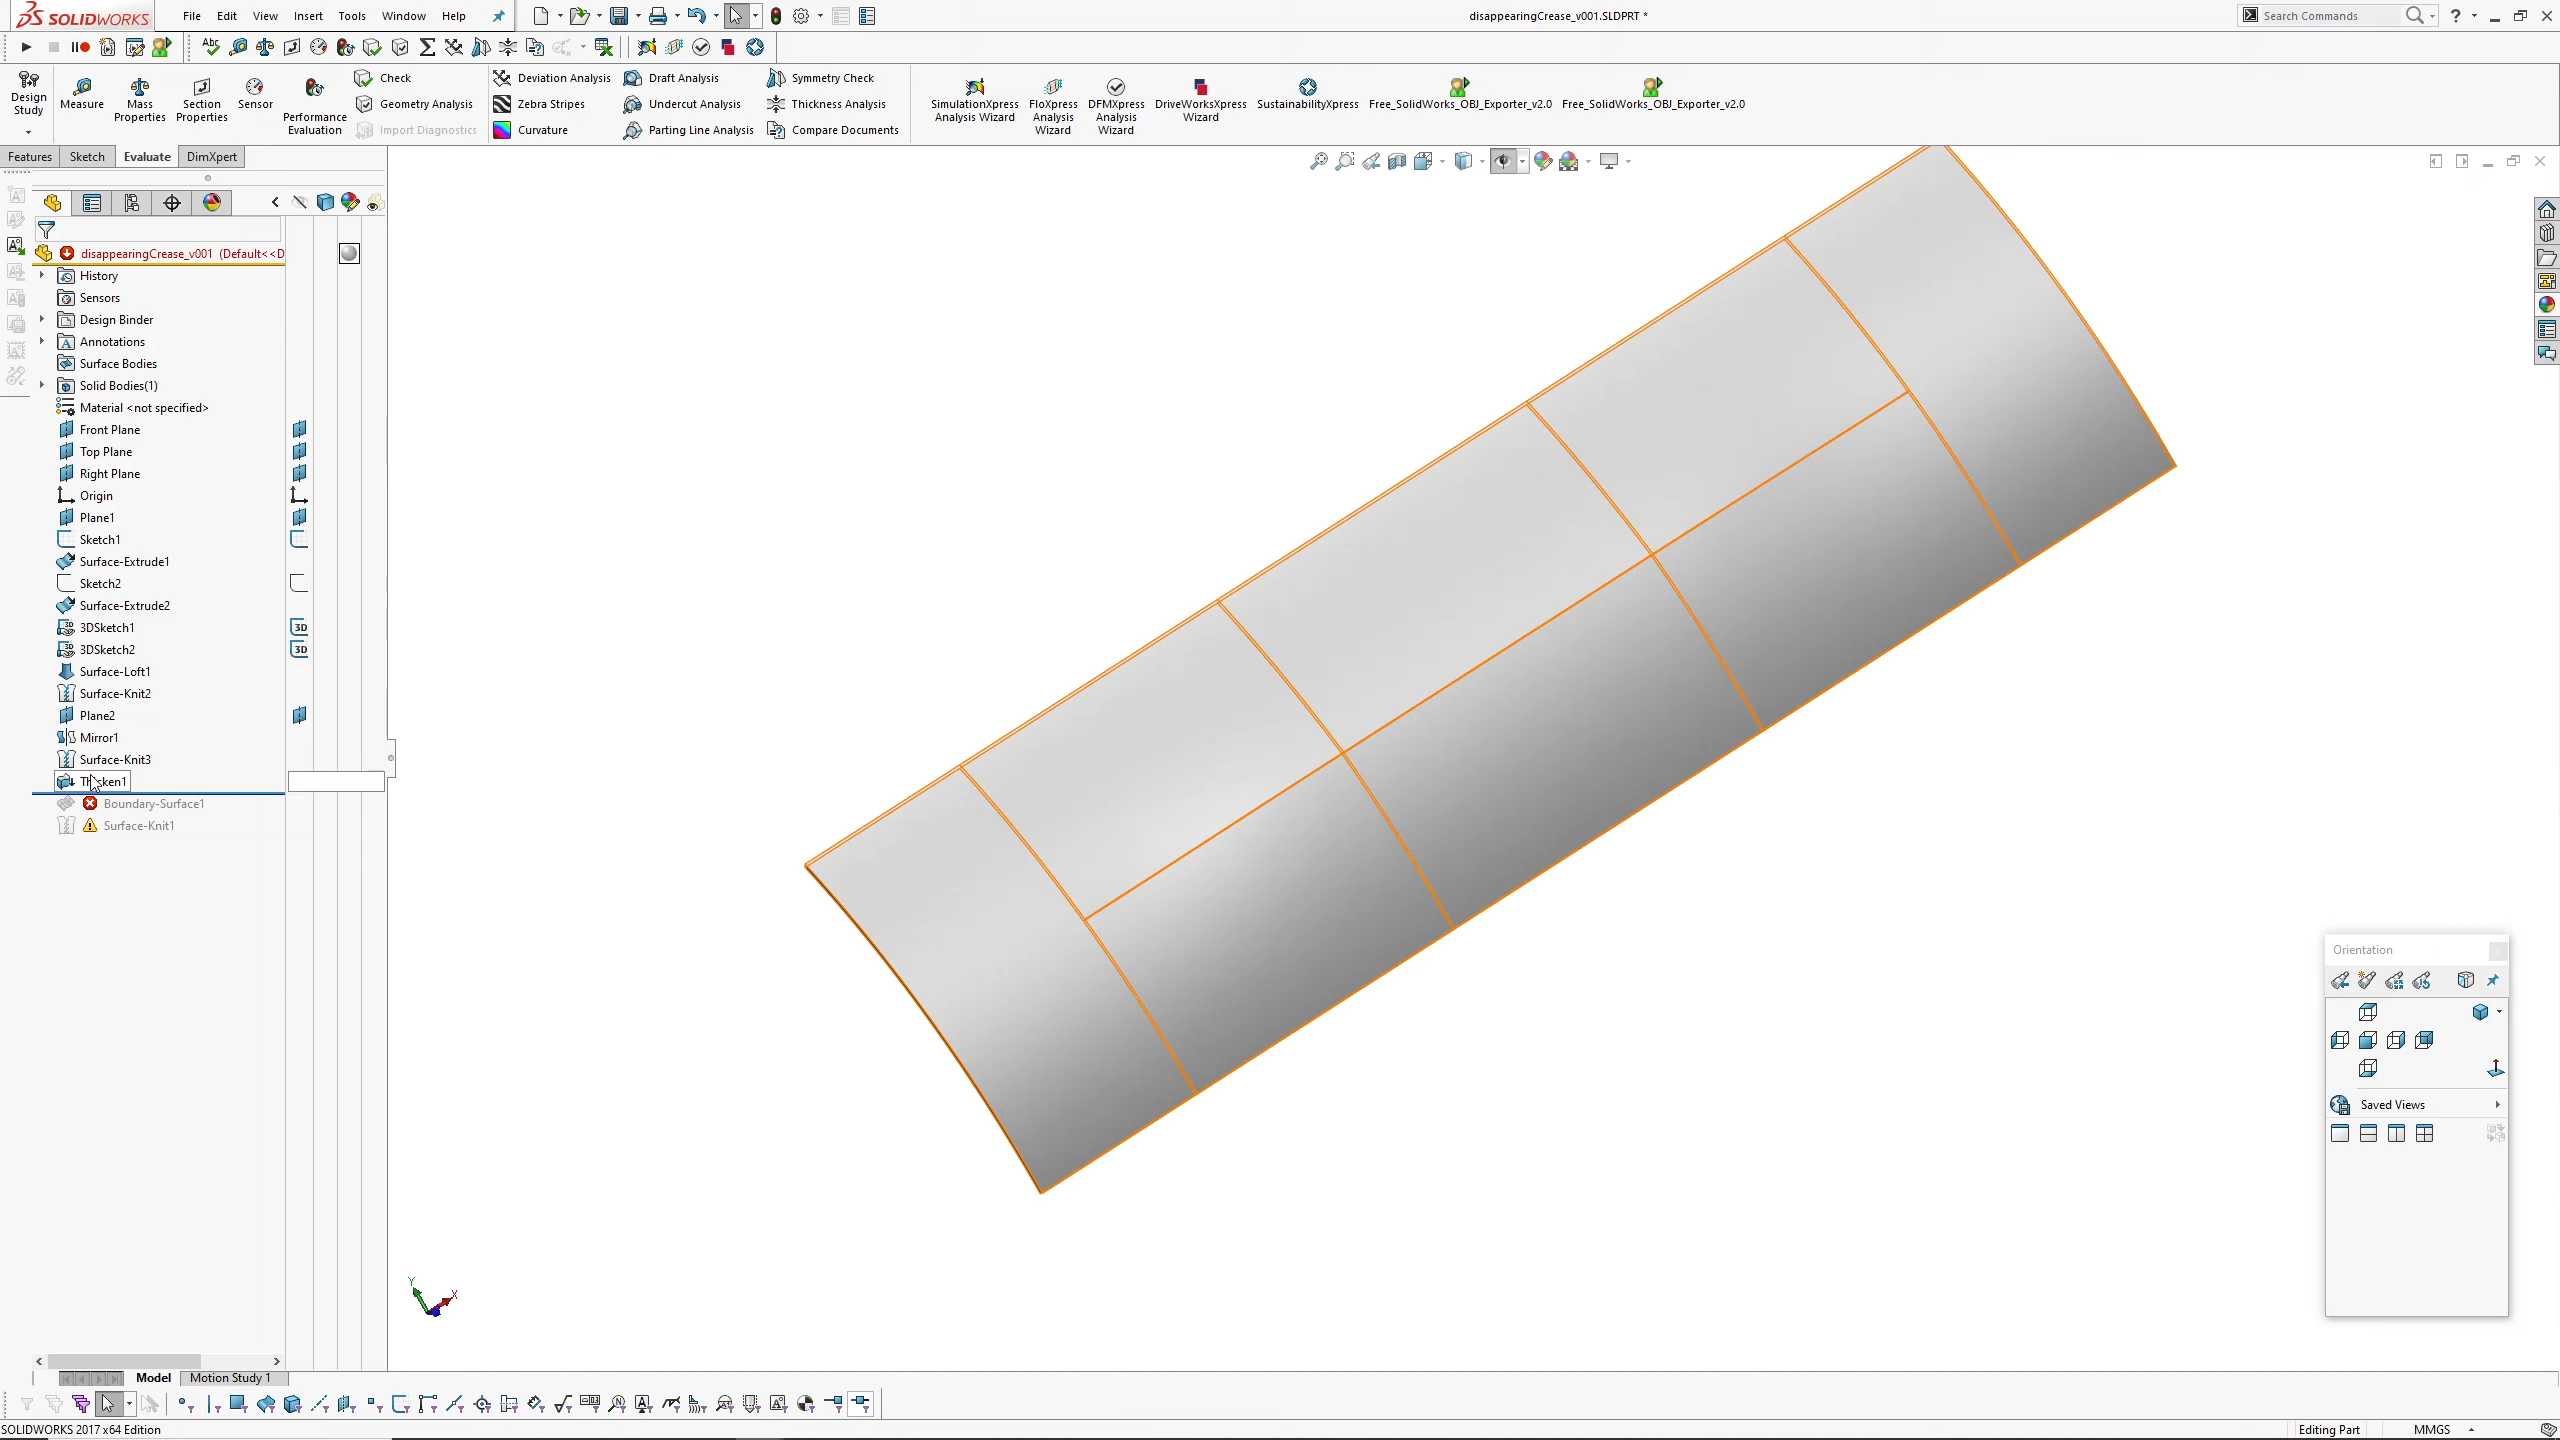 SOLIDWORKS File Edit View Insert Tools Window Help disappearingCrease_v001.SLDPRT * Search Commands
Design Study
Measure
Mass Properties
Section Properties
Sensor
Performance Evaluation
Check
Geometry Analysis
Import Diagnostics
Deviation Analysis
Zebra Stripes
Curvature
Draft Analysis
Undercut Analysis
Parting Line Analysis
Symmetry Check
Thickness Analysis
Compare Documents
SimulationXpress Analysis Wizard
FloXpress Analysis Wizard
DFMXpress Analysis Wizard
DriveWorksXpress Wizard
SustainabilityXpress
Free_SolidWorks_OBJ_Exporter_v2.0
Free_SolidWorks_OBJ_Exporter_v2.0
Features Sketch Evaluate DimXpert
disappearingCrease_v001 (Default<<D
History
Sensors
Design Binder
Annotations
Surface Bodies
Solid Bodies(1)
Material <not specified>
Front Plane
Top Plane
Right Plane
Origin
Plane1
Sketch1
Surface-Extrude1
Sketch2
Surface-Extrude2
3DSketch1 3D
3DSketch2 3D
Surface-Loft1
Surface-Knit2
Plane2
Mirror1
Surface-Knit3
Thicken1
Boundary-Surface1
Surface-Knit1
Orientation
Saved Views
Y
X
Model Motion Study 1
SOLIDWORKS 2017 x64 Edition Editing Part MMGS